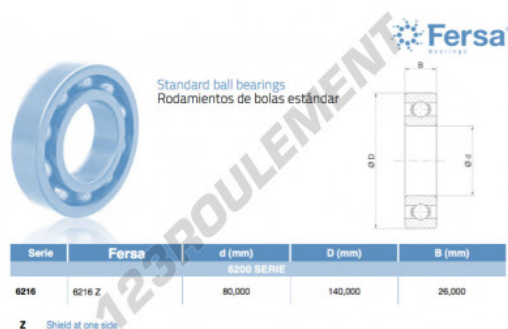 Fersa
Bearings
Standard ball bearings
Rodamientos de bolas estándar
B
Ø D
Ø d
123ROULEMENT
Serie Fersa d (mm) D (mm) B (mm)
6200 SERIE
6216 6216 Z 80,000 140,000 26,000
Z Shield at one side